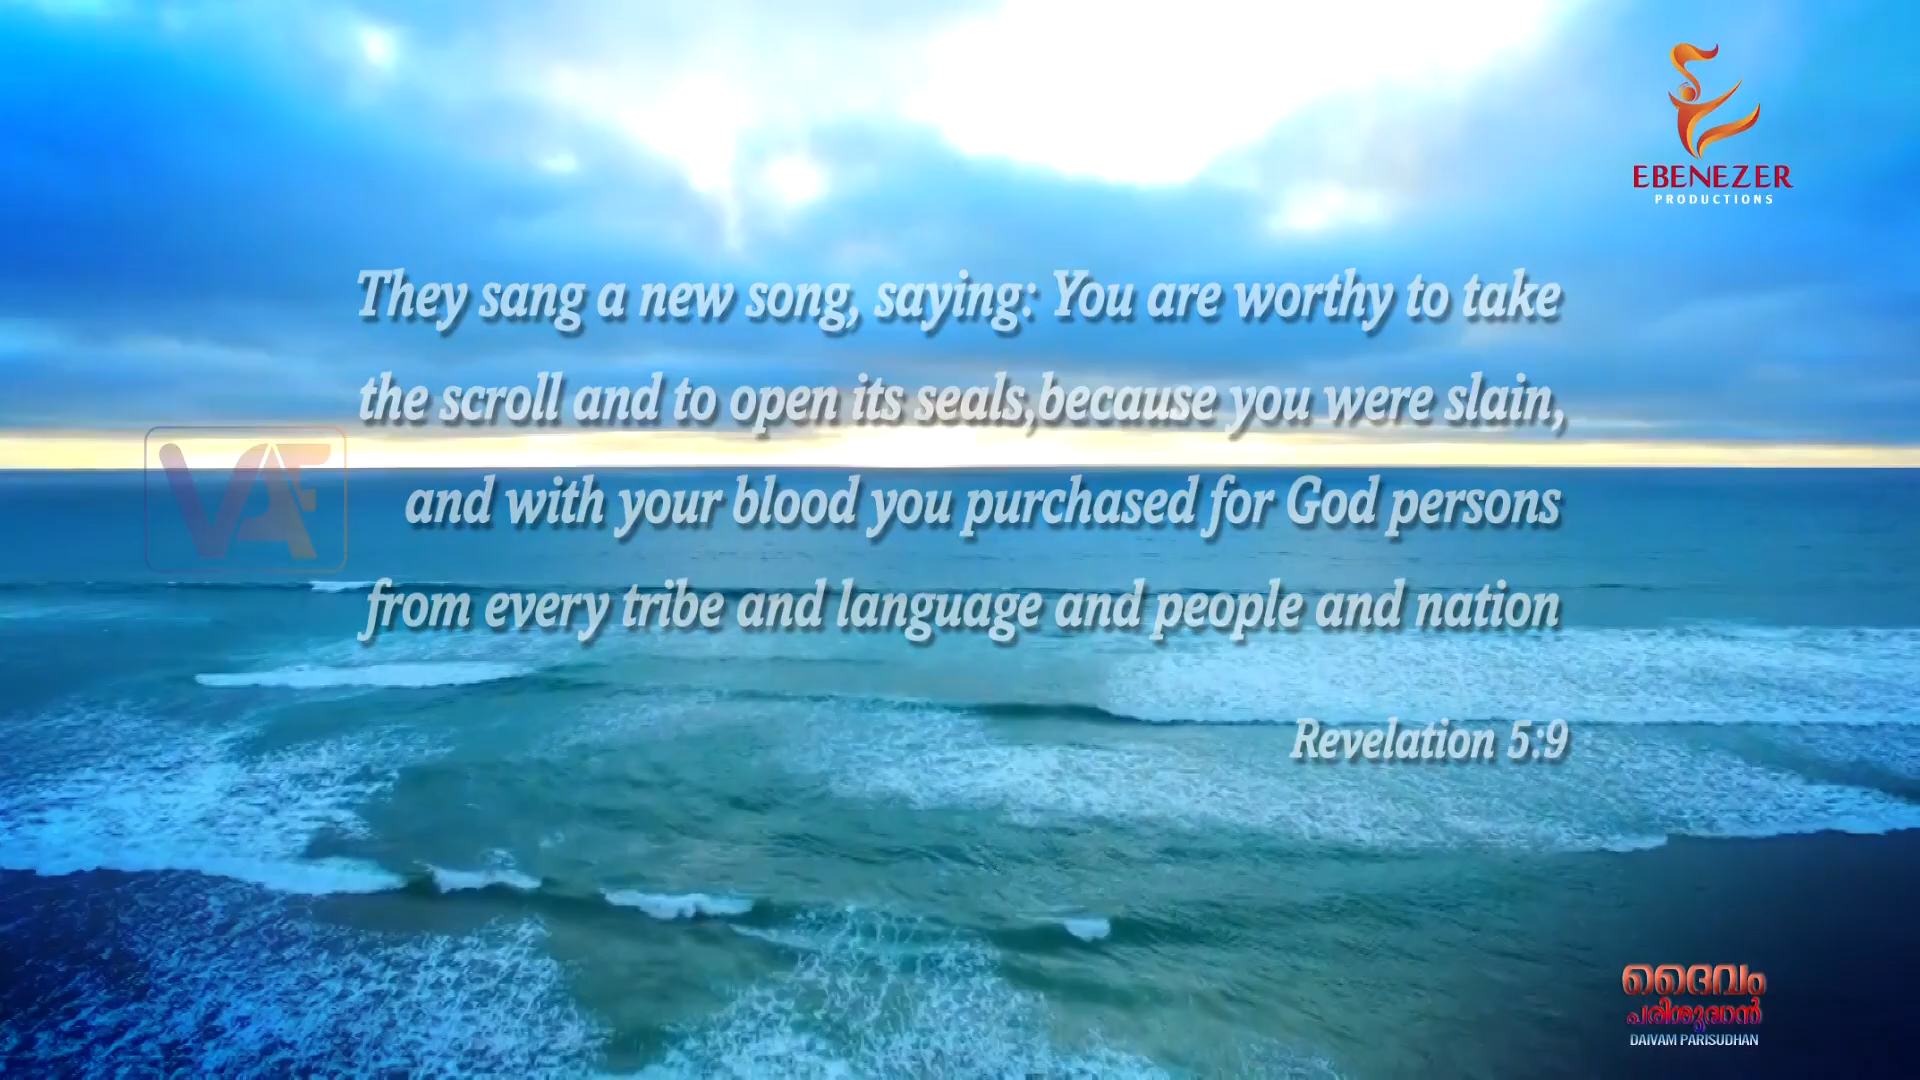 EBENEZER
PRODUCTIONS
They sang a new song, saying: You are worthy to take
the scroll and to open its seals,because you were slain,
and with your blood you purchased for God persons
from every tribe and language and people and nation
Revelation 5:9
VAF
ദൈവം
പരിശുദ്ധൻ
DAIVAM PARISUDHAN